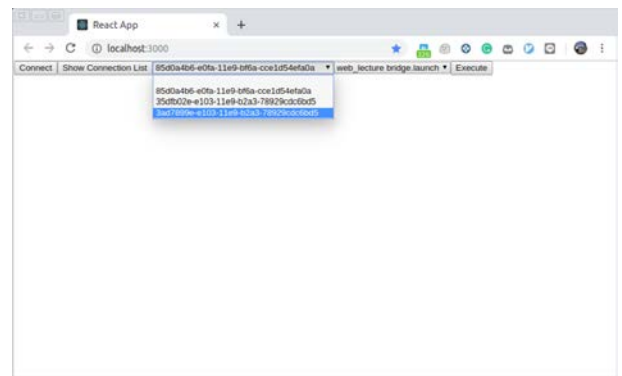 React App
localhost:3000
Connect Show Connection List 85d0a4b6-e0fa-11e9-bf6a-cce1d54efa0a web_lecture bridge.launch Execute
85d0a4b6-e0fa-11e9-bf6a-cce1d54efa0a
35dfb02e-e103-11e9-b2a3-78929cdc6bd5
3ad7899e-e103-11e9-b2a3-78929cdc6bd5